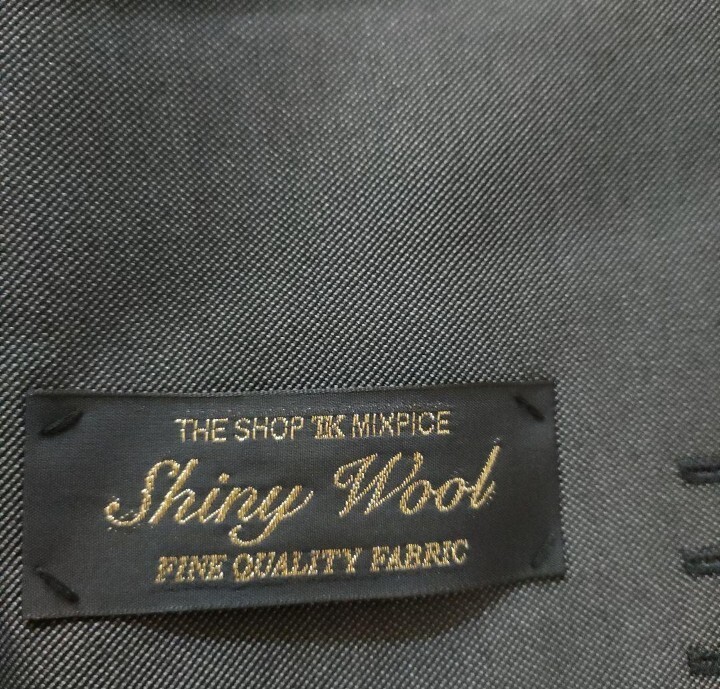 THE SHOP TK MIXPICE
Shiny Wool
FINE QUALITY FABRIC